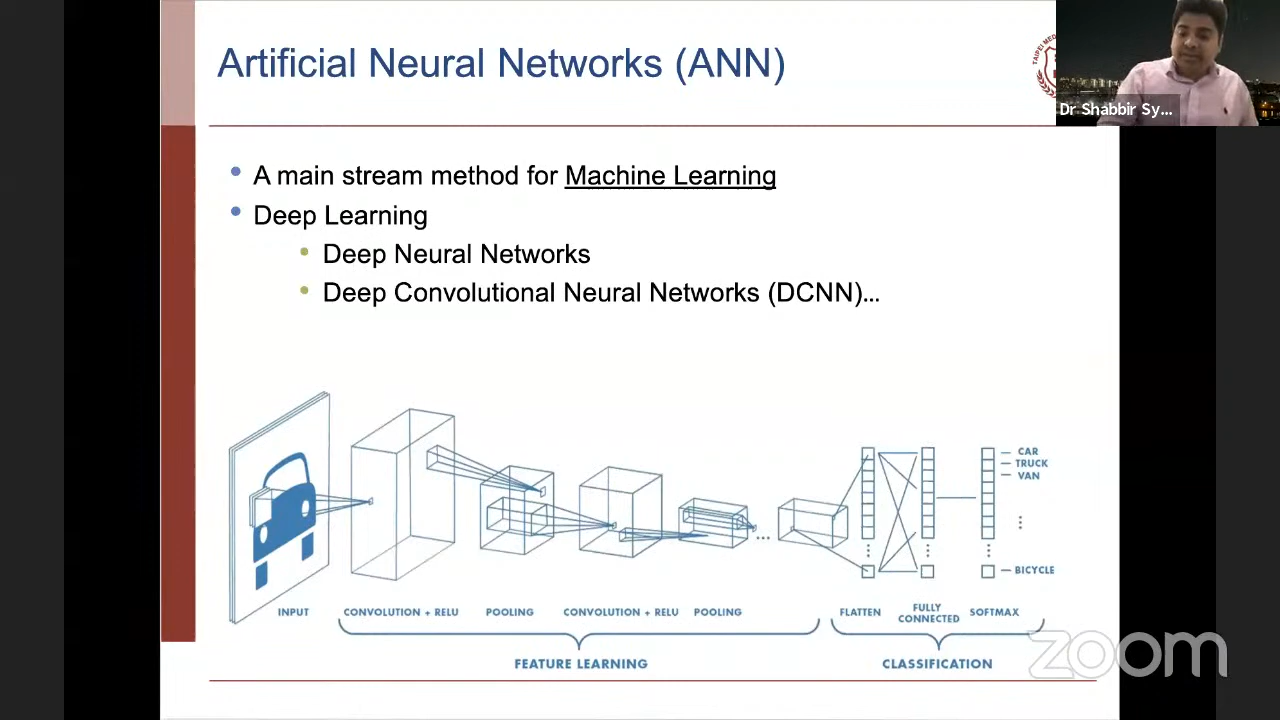 Artificial Neural Networks (ANN)
Dr Shabbir Sy...
A main stream method for Machine Learning
Deep Learning
Deep Neural Networks
Deep Convolutional Neural Networks (DCNN)...
CAR
TRUCK
VAN
BICYCLE
INPUT
CONVOLUTION + RELU
POOLING
CONVOLUTION + RELU
POOLING
FLATTEN
FULLY
CONNECTED
SOFTMAX
FEATURE LEARNING
CLASSIFICATION
zoom